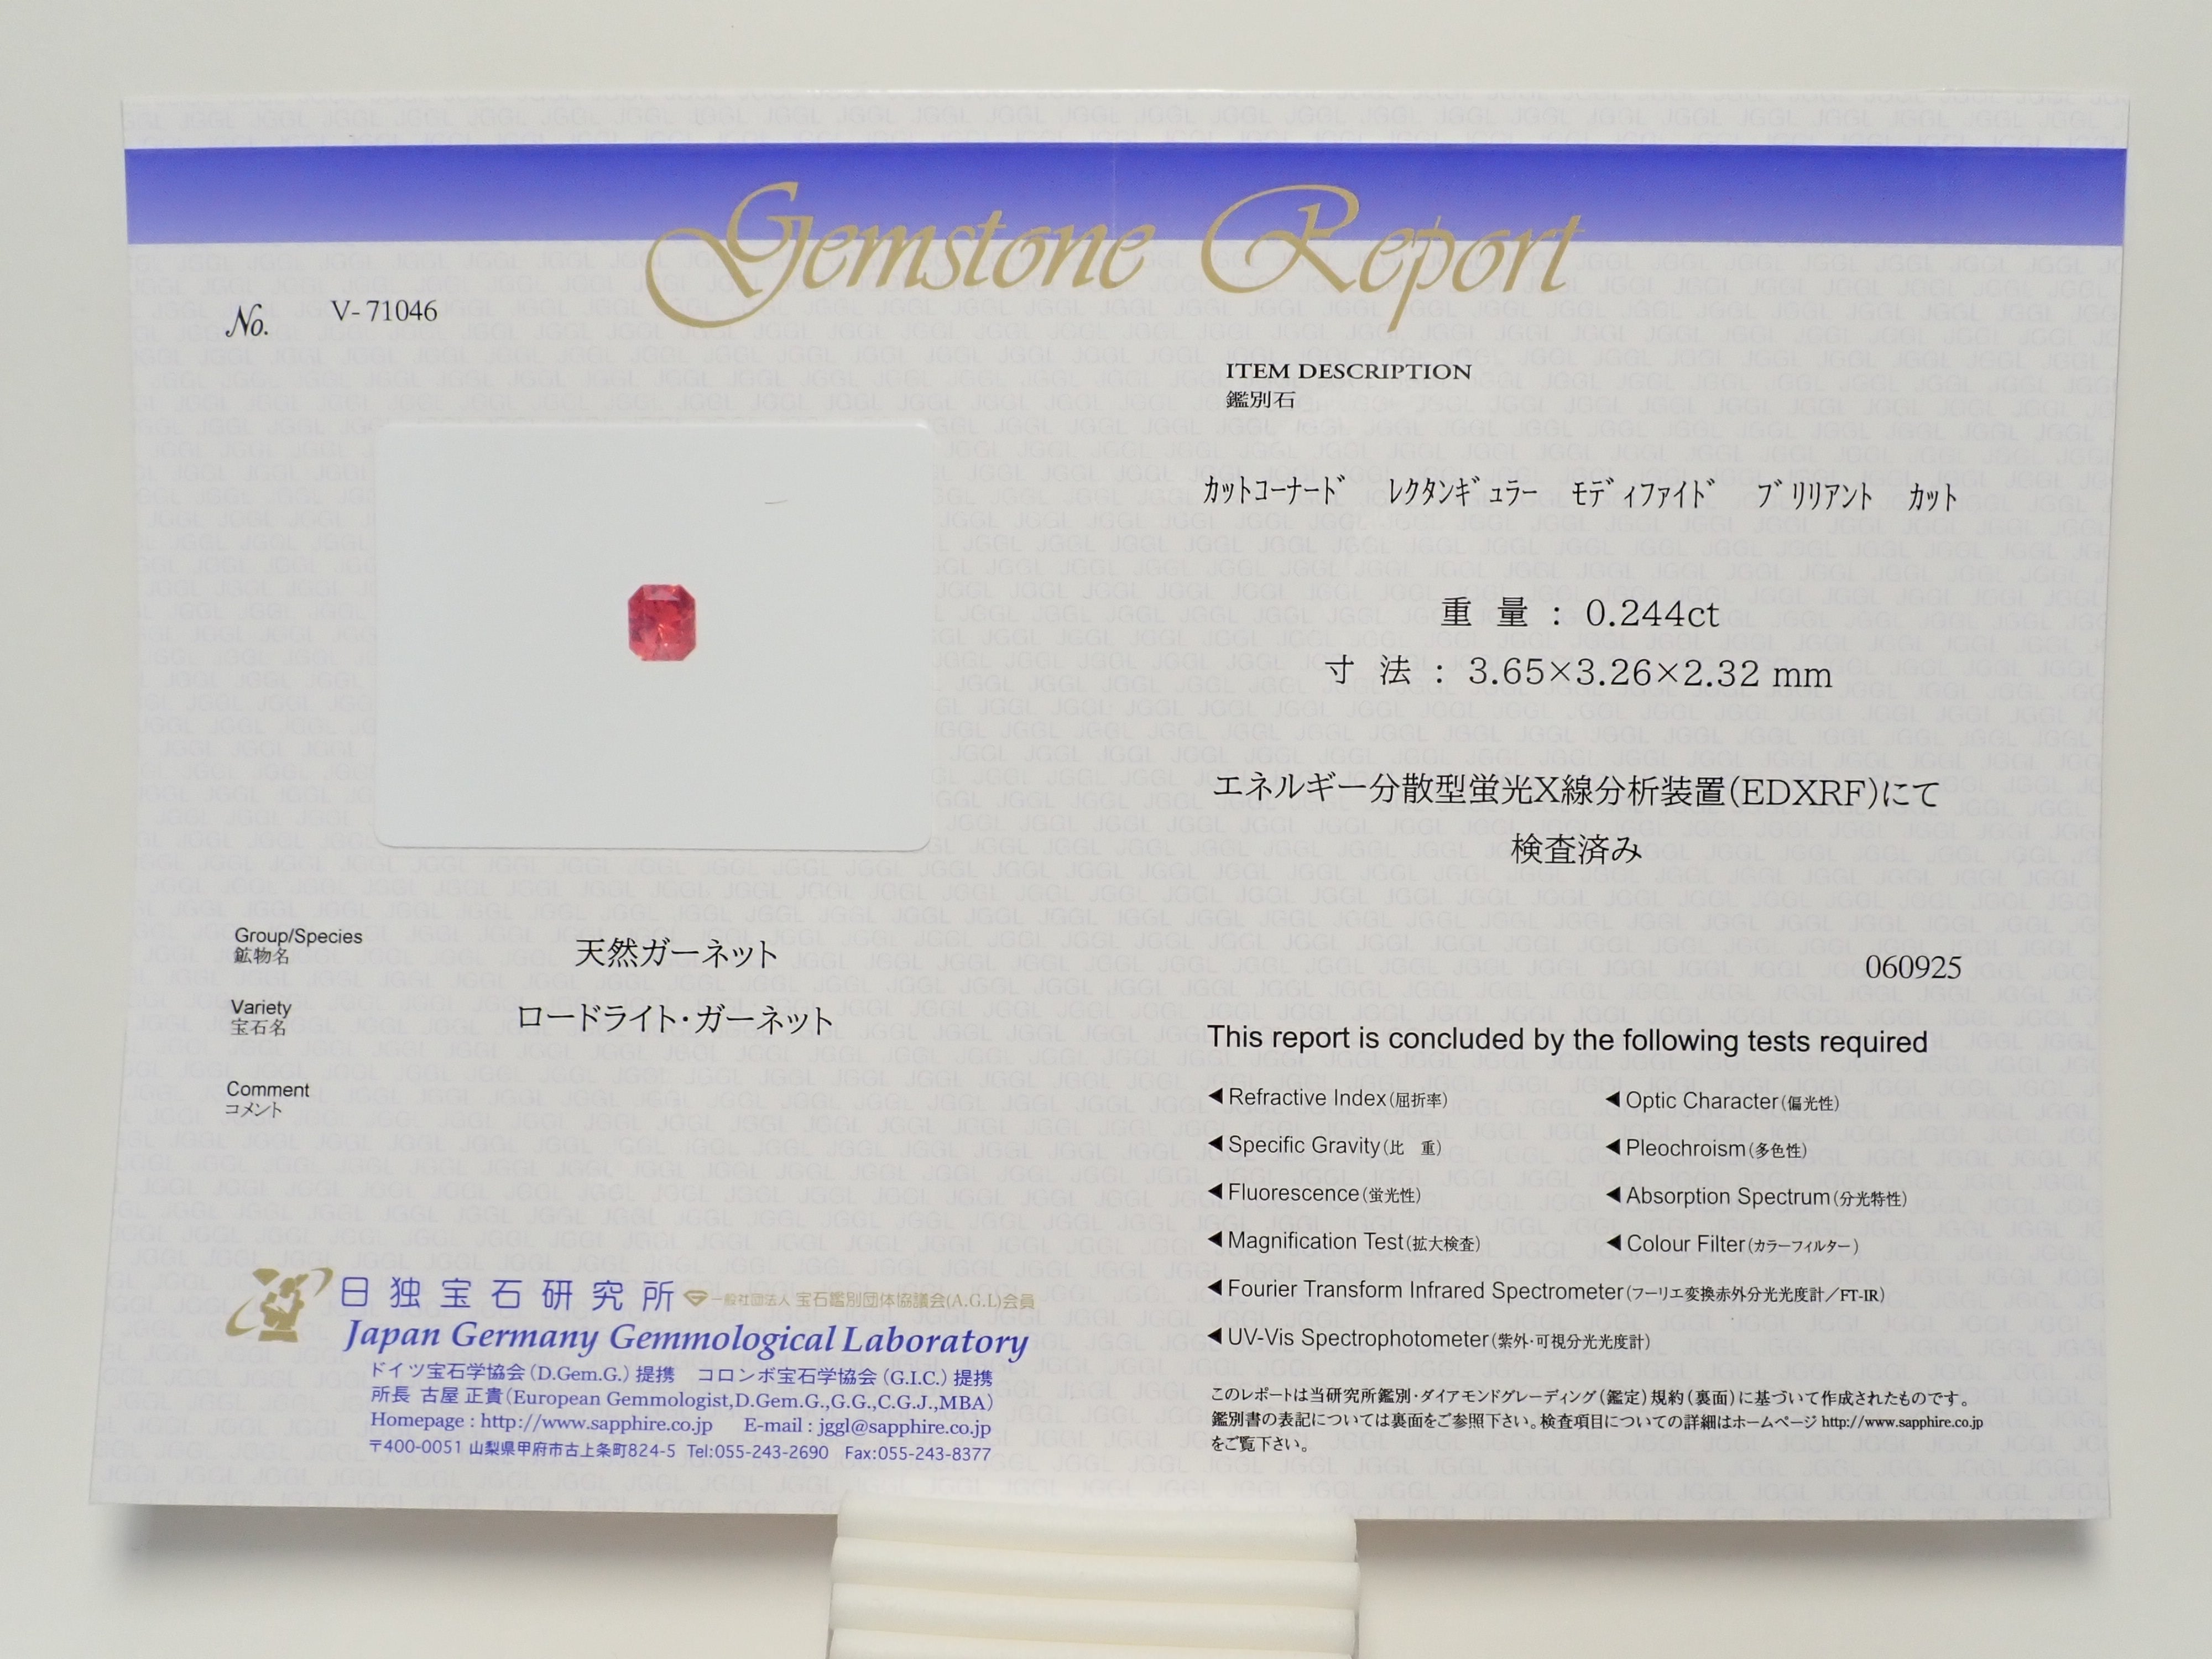 Gemstone Report
No. V-71046
ITEM DESCRIPTION
鑑別石
カットコーナード レクタンギュラー モディファイド ブリリアント カット
重 量 : 0.244ct
寸 法 : 3.65×3.26×2.32 mm
エネルギー分散型蛍光X線分析装置(EDXRF)にて
検査済み
Group/Species
鉱物名
天然ガーネット
Variety
宝石名
ロードライト・ガーネット
Comment
コメント
060925
This report is concluded by the following tests required
◀Refractive Index(屈折率)
◀Optic Character(偏光性)
◀Specific Gravity(比 重)
◀Pleochroism(多色性)
◀Fluorescence(蛍光性)
◀Absorption Spectrum(分光特性)
◀Magnification Test(拡大検査)
◀Colour Filter(カラーフィルター)
◀Fourier Transform Infrared Spectrometer(フーリエ変換赤外分光光度計／FT-IR)
◀UV-Vis Spectrophotometer(紫外・可視分光光度計)
このレポートは当研究所鑑別・ダイアモンドグレーディング(鑑定)規約(裏面)に基づいて作成されたものです。
鑑別書の表記については裏面をご参照下さい。検査項目についての詳細はホームページ http://www.sapphire.co.jp
をご覧下さい。
日独宝石研究所 一般社団法人 宝石鑑別団体協議会(A.G.L)会員
Japan Germany Gemmological Laboratory
ドイツ宝石学協会(D.Gem.G.)提携 コロンボ宝石学協会(G.I.C.)提携
所長 古屋 正貴(European Gemmologist,D.Gem.G.,G.G.,C.G.J.,MBA)
Homepage : http://www.sapphire.co.jp E-mail : jggl@sapphire.co.jp
〒400-0051 山梨県甲府市古上条町824-5 Tel:055-243-2690 Fax:055-243-8377